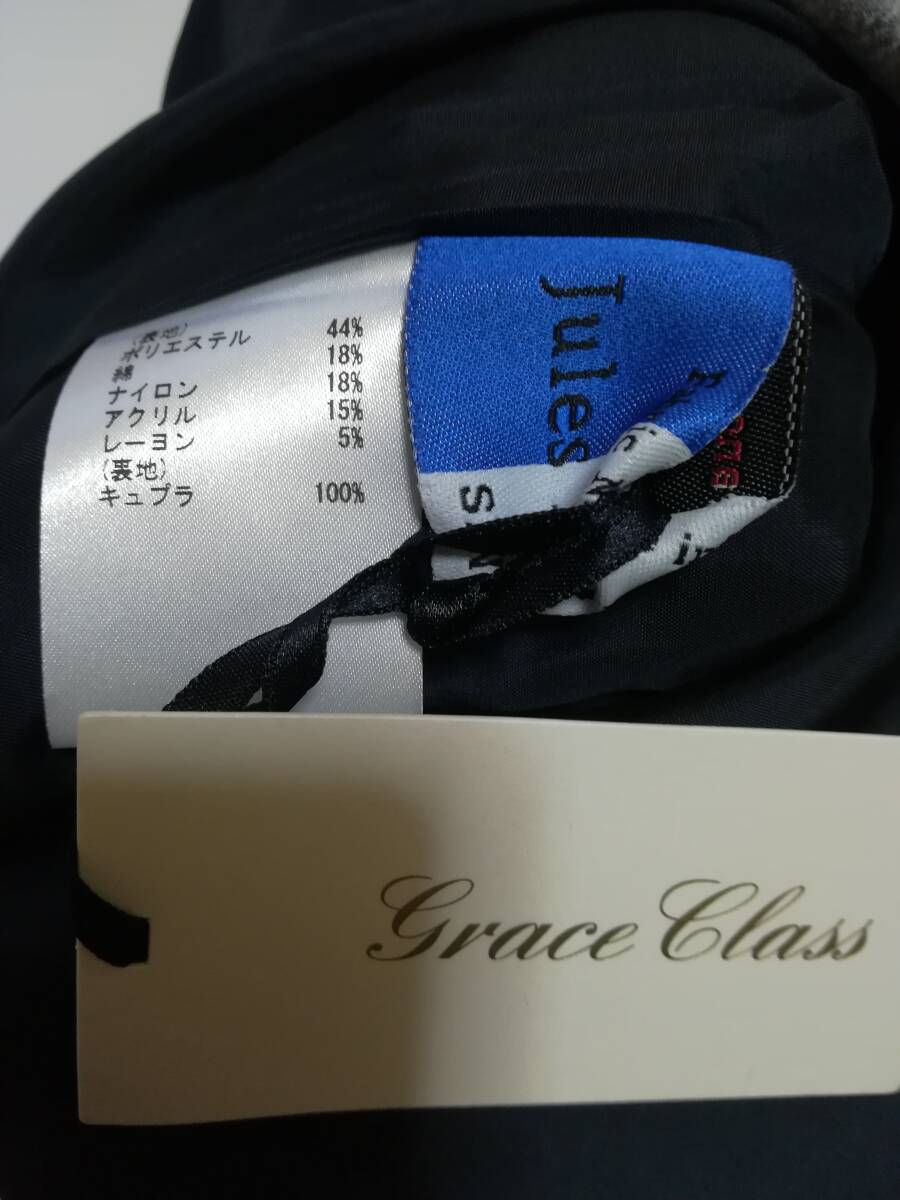 (表地)
ポリエステル 44%
綿 18%
ナイロン 18%
アクリル 15%
レーヨン 5%
(裏地)
キュプラ 100%
Jules
Grace Class